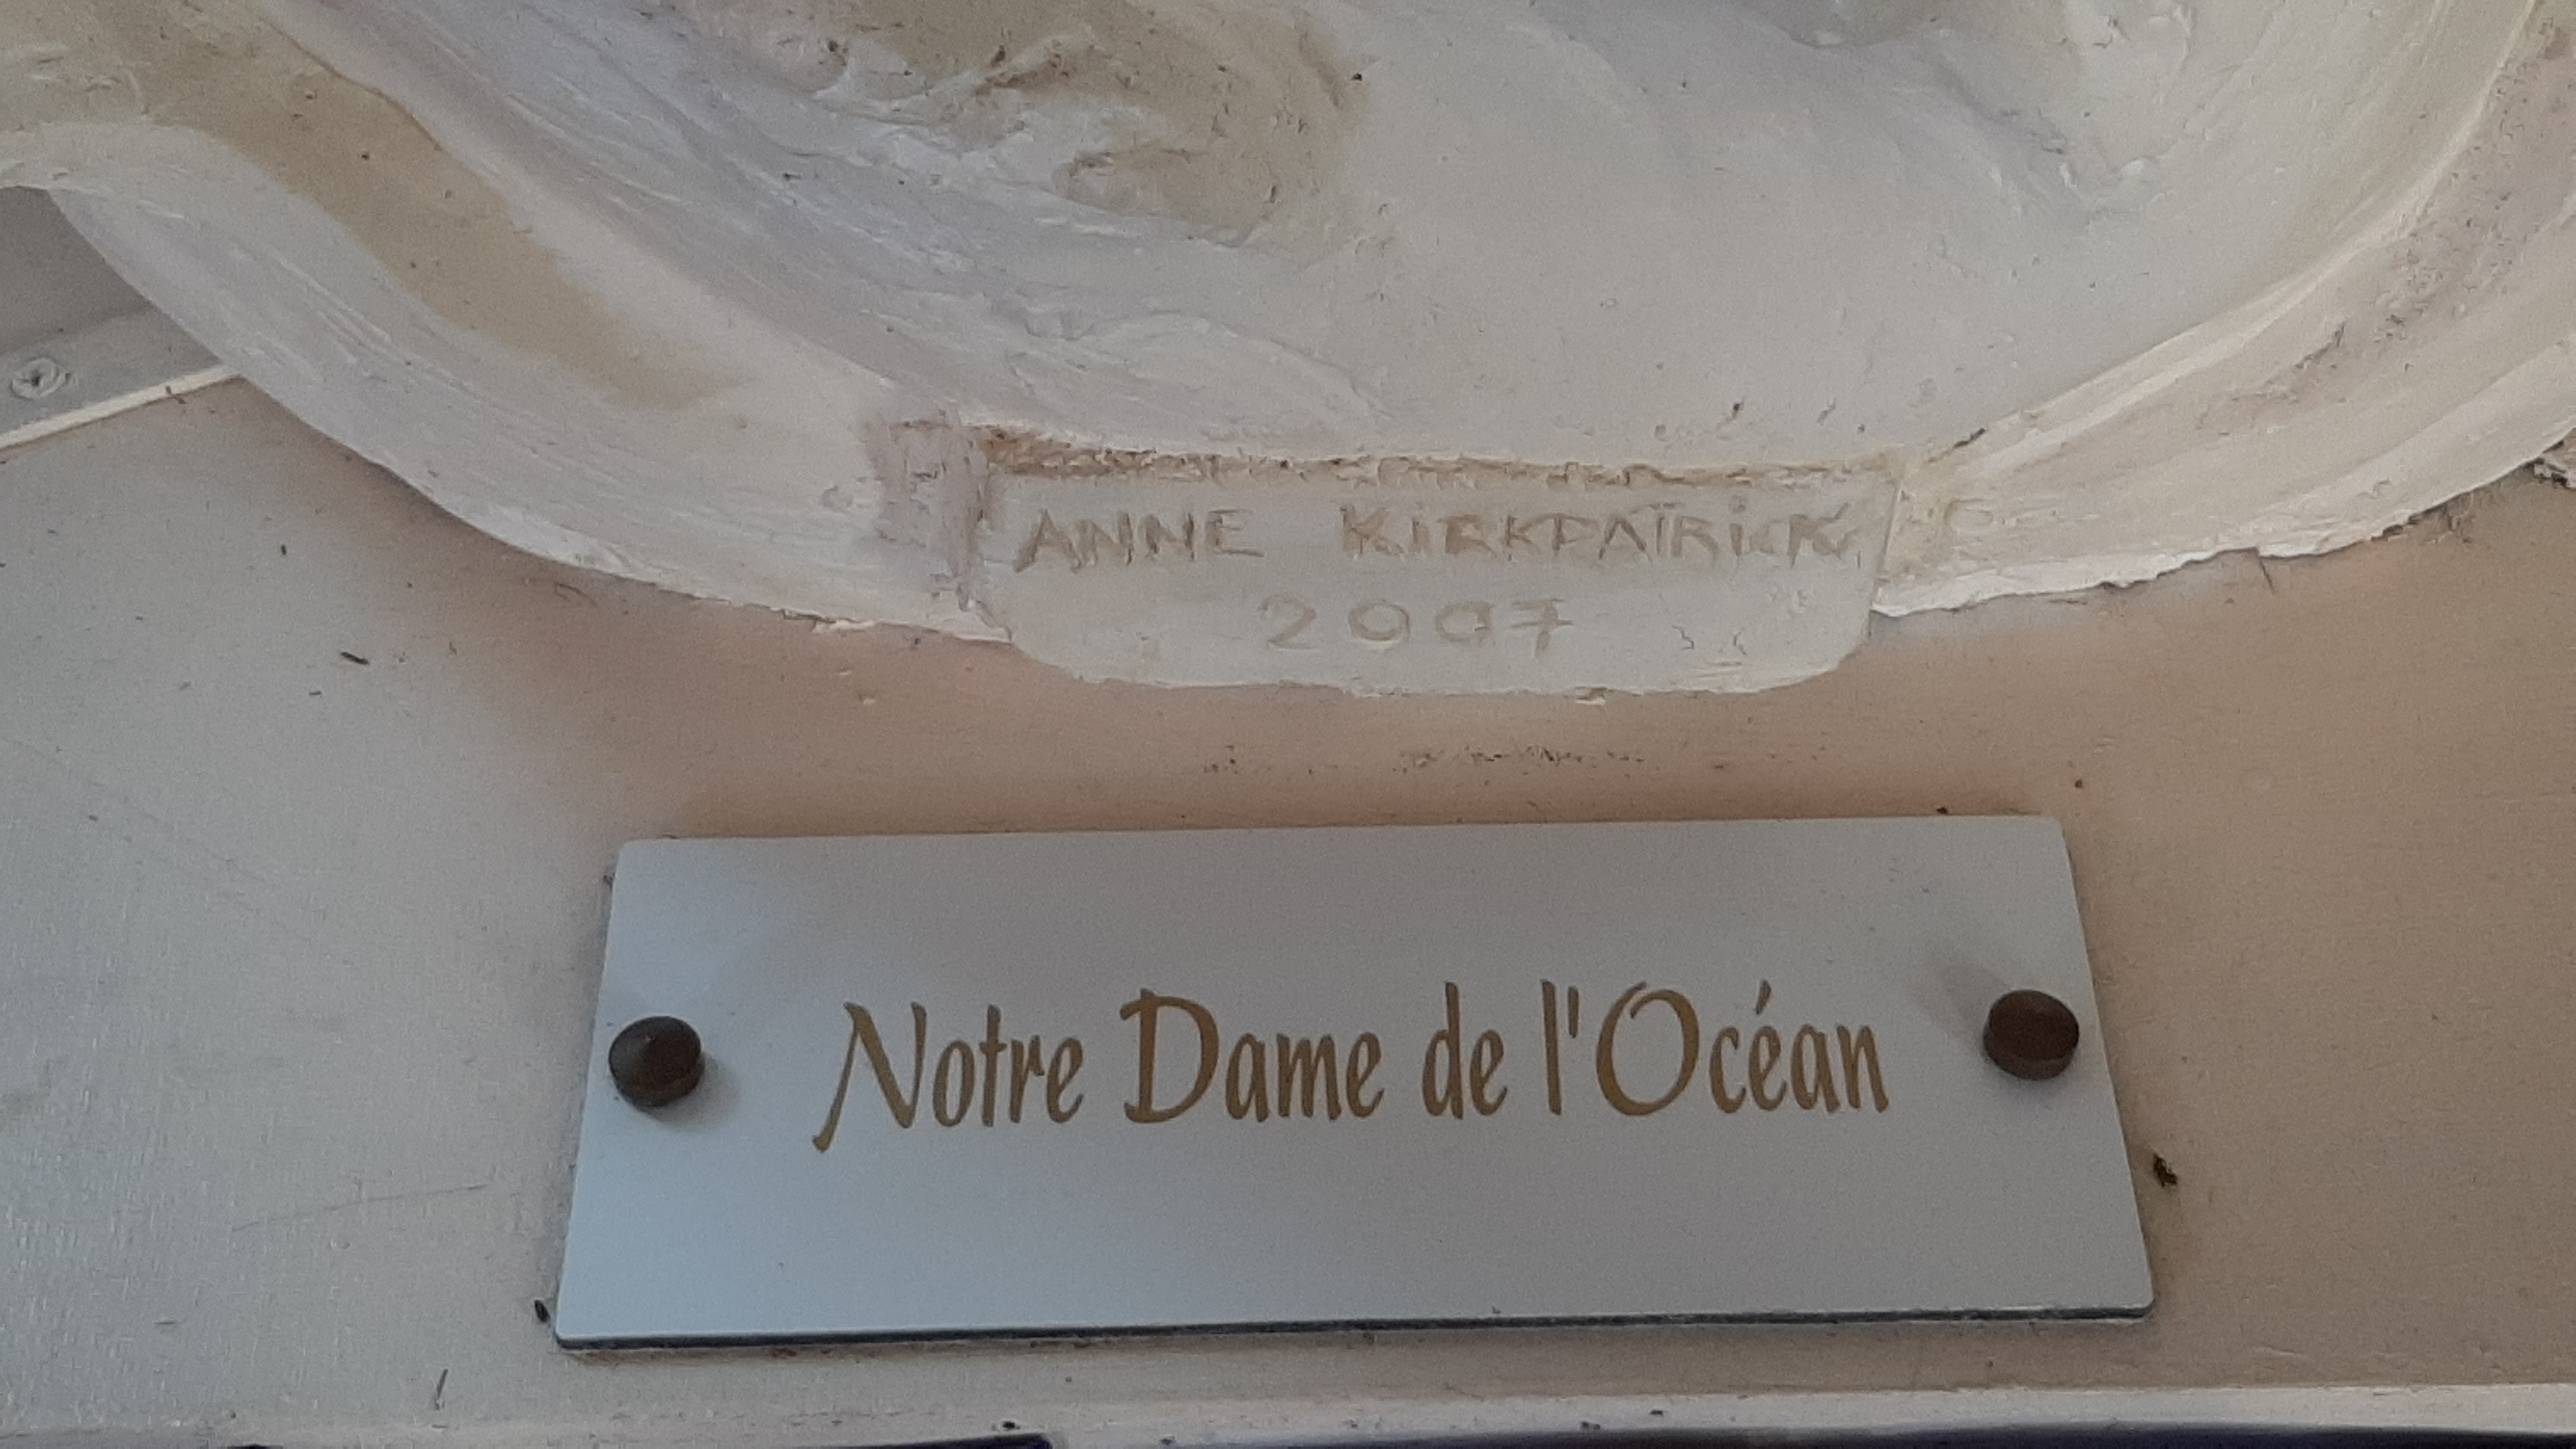 ANNE KiRKPATRiCK
2007
Notre Dame de l'Océan